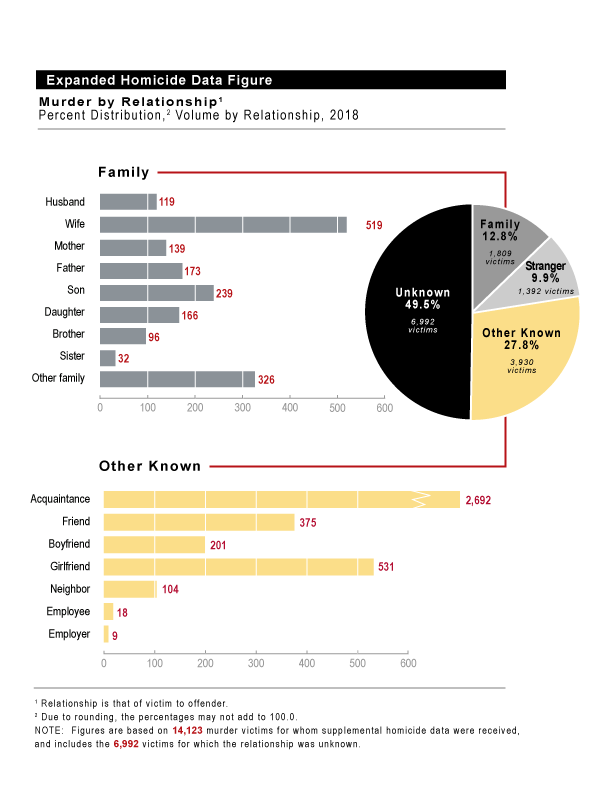 Expanded Homicide Data Figure
Murder by Relationship¹
Percent Distribution,² Volume by Relationship, 2018
Family
Husband 119
Wife 519
Mother 139
Father 173
Son 239
Daughter 166
Brother 96
Sister 32
Other family 326
0 100 200 300 400 500 600
Family
12.8%
1,809
victims
Stranger
9.9%
1,392 victims
Unknown
49.5%
6,992
victims
Other Known
27.8%
3,930
victims
Other Known
Acquaintance 2,692
Friend 375
Boyfriend 201
Girlfriend 531
Neighbor 104
Employee 18
Employer 9
0 100 200 300 400 500 600
¹ Relationship is that of victim to offender.
² Due to rounding, the percentages may not add to 100.0.
NOTE: Figures are based on 14,123 murder victims for whom supplemental homicide data were received,
and includes the 6,992 victims for which the relationship was unknown.